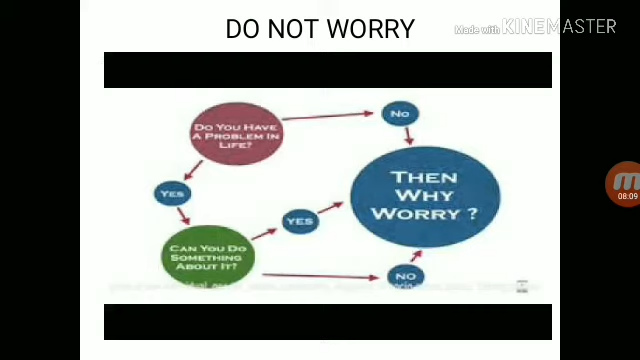 DO NOT WORRY
Made with KINEMASTER
DO YOU HAVE
A PROBLEM IN
LIFE?
NO
YES
THEN
WHY
WORRY ?
YES
CAN YOU DO
SOMETHING
ABOUT IT?
NO
08:09